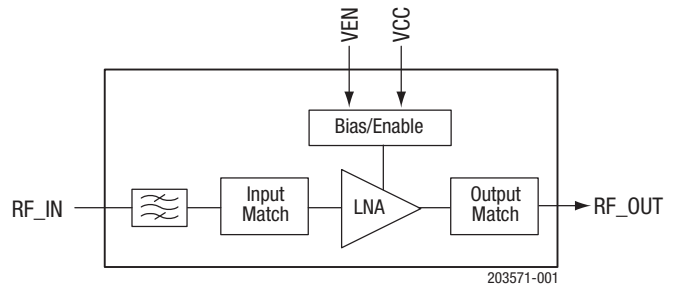 VEN
VCC
Bias/Enable
RF_IN
Input
Match
LNA
Output
Match
RF_OUT
203571-001